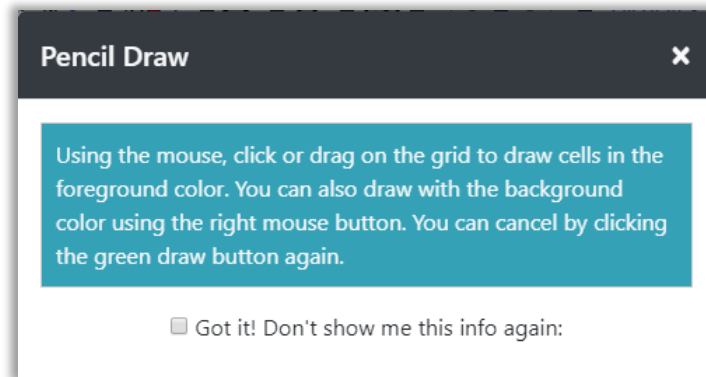 Pencil Draw
Using the mouse, click or drag on the grid to draw cells in the
foreground color. You can also draw with the background
color using the right mouse button. You can cancel by clicking
the green draw button again.
Got it! Don't show me this info again: